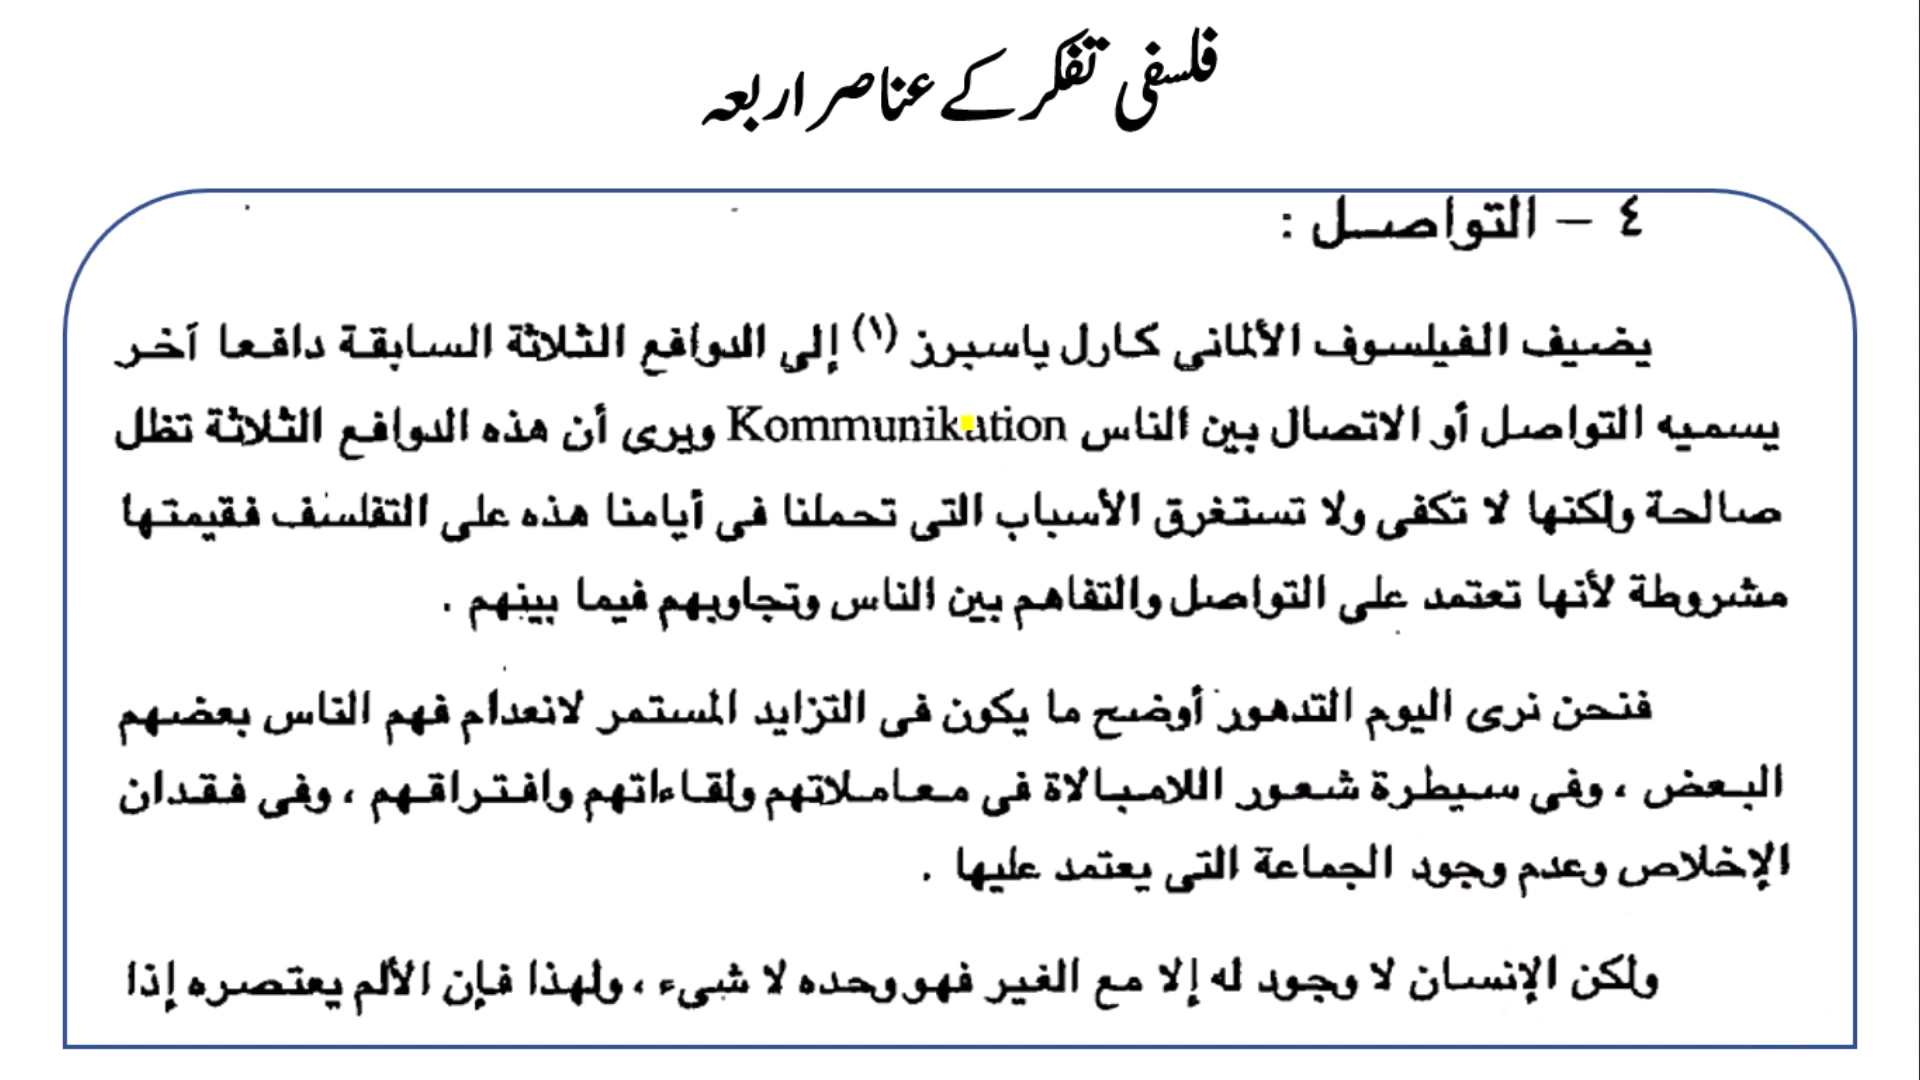 فلسفی تفکر کے عناصر اربعہ
٤ – التواصل :
يضيف الفيلسوف الألماني كارل ياسبرز (١) إلى الدوافع الثلاثة السابقة دافعا آخر
يسميه التواصل أو الاتصال بين الناس Kommunikation ويرى أن هذه الدوافع الثلاثة تظل
صالحة ولكنها لا تكفى ولا تستغرق الأسباب التى تحملنا فى أيامنا هذه على التفلسف فقيمتها
مشروطة لأنها تعتمد على التواصل والتفاهم بين الناس وتجاوبهم فيما بينهم .
فنحن نرى اليوم التدهور أوضح ما يكون فى التزايد المستمر لانعدام فهم الناس بعضهم
البعض ، وفى سيطرة شعور اللامبالاة فى معاملاتهم ولقاءاتهم وافتراقهم ، وفى فقدان
الإخلاص وعدم وجود الجماعة التى يعتمد عليها .
ولكن الإنسان لا وجود له إلا مع الغير فهو وحده لا شىء ، ولهذا فإن الألم يعتصره إذا